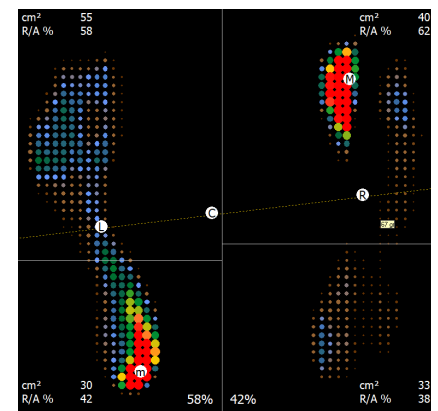 cm² 55
R/A % 58
cm² 40
R/A % 62
M
R
C
L
m
cm² 30
R/A % 42
58%
42%
cm² 33
R/A % 38